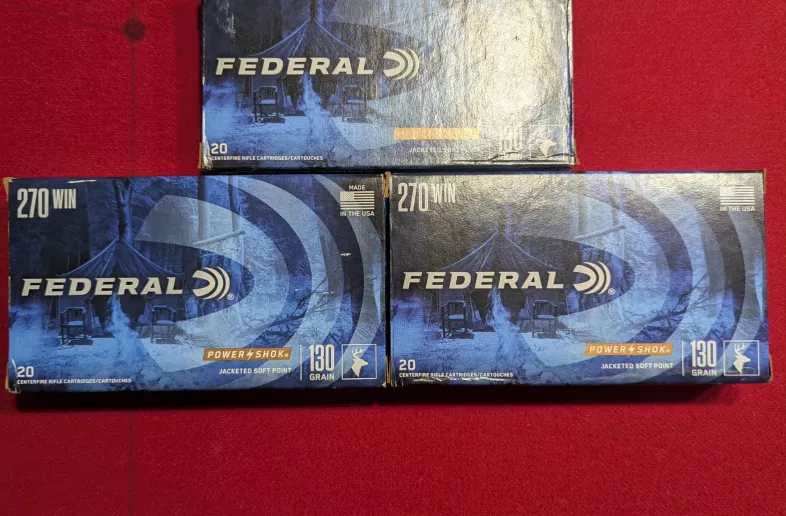 FEDERAL
20
CENTERFIRE RIFLE CARTRIDGES/CARTOUCHES
JACKETED SOFT POINT
130
270 WIN
MADE
IN THE USA
FEDERAL®
POWER SHOK®
20
CENTERFIRE RIFLE CARTRIDGES/CARTOUCHES
JACKETED SOFT POINT
130
GRAIN
270 WIN
IN THE USA
FEDERAL®
POWER SHOK®
20
CENTERFIRE RIFLE CARTRIDGES/CARTOUCHES
JACKETED SOFT POINT
130
GRAIN